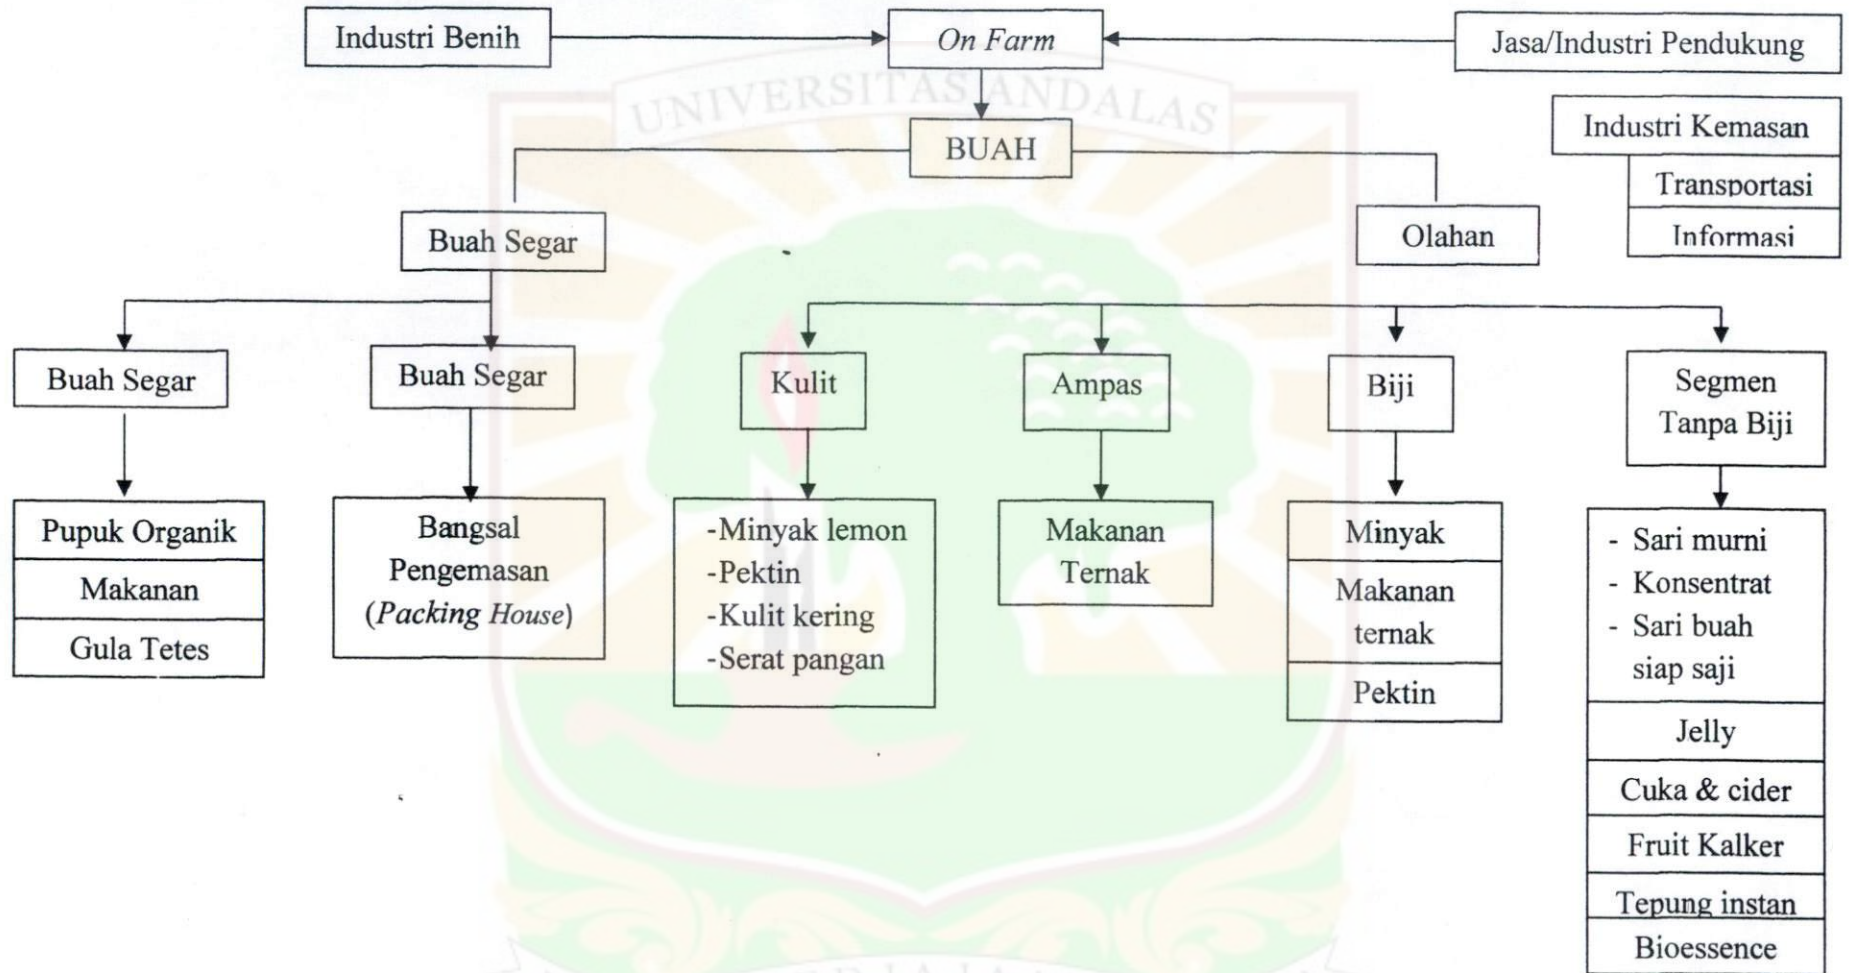 Industri Benih
On Farm
Jasa/Industri Pendukung
UNIVERSITAS ANDALAS
BUAH
Industri Kemasan
Transportasi
Informasi
Buah Segar
Olahan
Buah Segar
Buah Segar
Kulit
Ampas
Biji
Segmen
Tanpa Biji
Pupuk Organik
Makanan
Gula Tetes
Bangsal
Pengemasan
(Packing House)
-Minyak lemon
-Pektin
-Kulit kering
-Serat pangan
Makanan
Ternak
Minyak
Makanan
ternak
Pektin
- Sari murni
- Konsentrat
- Sari buah
siap saji
Jelly
Cuka & cider
Fruit Kalker
Tepung instan
Bioessence